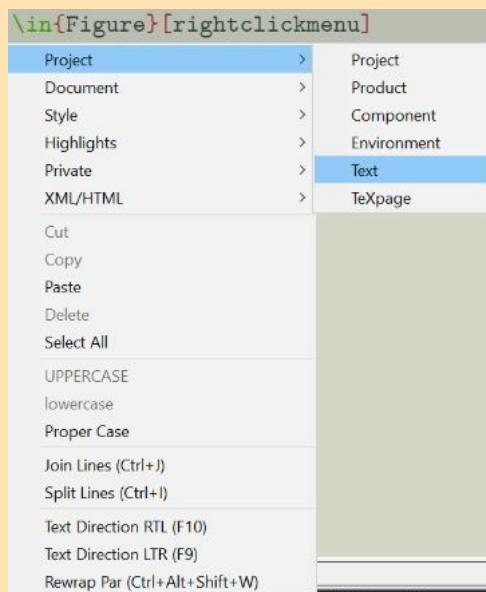 \in{Figure}[rightclickmenu]
Project >
Document >
Style >
Highlights >
Private >
XML/HTML >
Cut
Copy
Paste
Delete
Select All
UPPERCASE
lowercase
Proper Case
Join Lines (Ctrl+J)
Split Lines (Ctrl+I)
Text Direction RTL (F10)
Text Direction LTR (F9)
Rewrap Par (Ctrl+Alt+Shift+W)
Project
Product
Component
Environment
Text
TeXpage